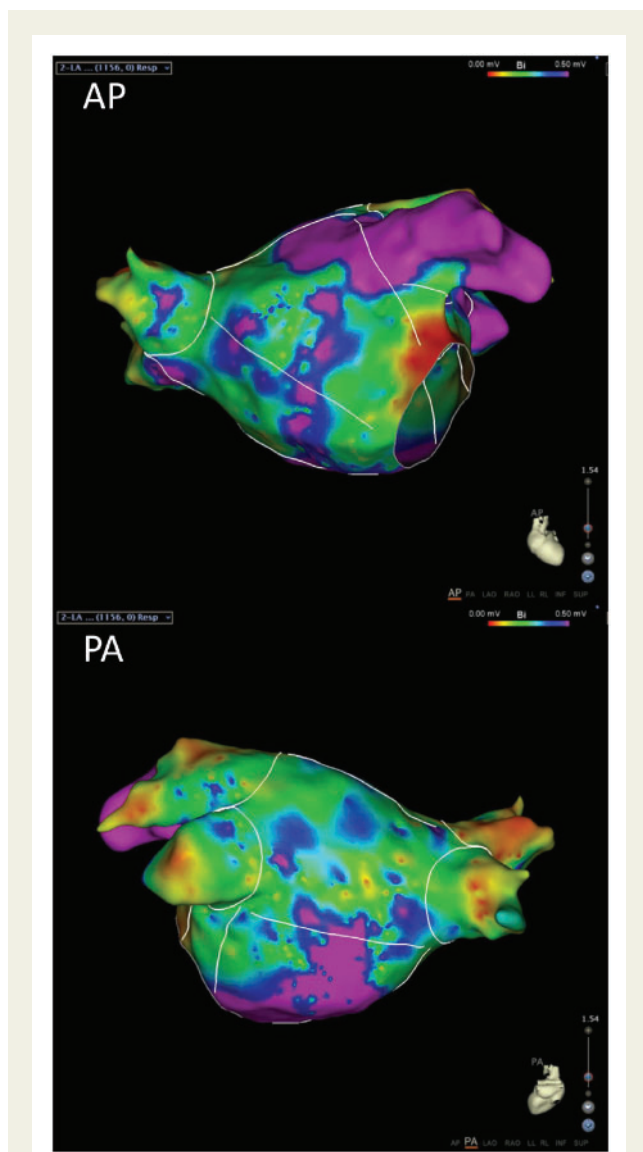 2-LA ... (1156, 0) Resp
0.00 mV Bi 0.50 mV
AP
1.54
AP
AP PA LAO RAO LL RL INF SUP
2-LA ... (1156, 0) Resp
0.00 mV Bi 0.50 mV
PA
1.54
PA
AP PA LAO RAO LL RL INF SUP